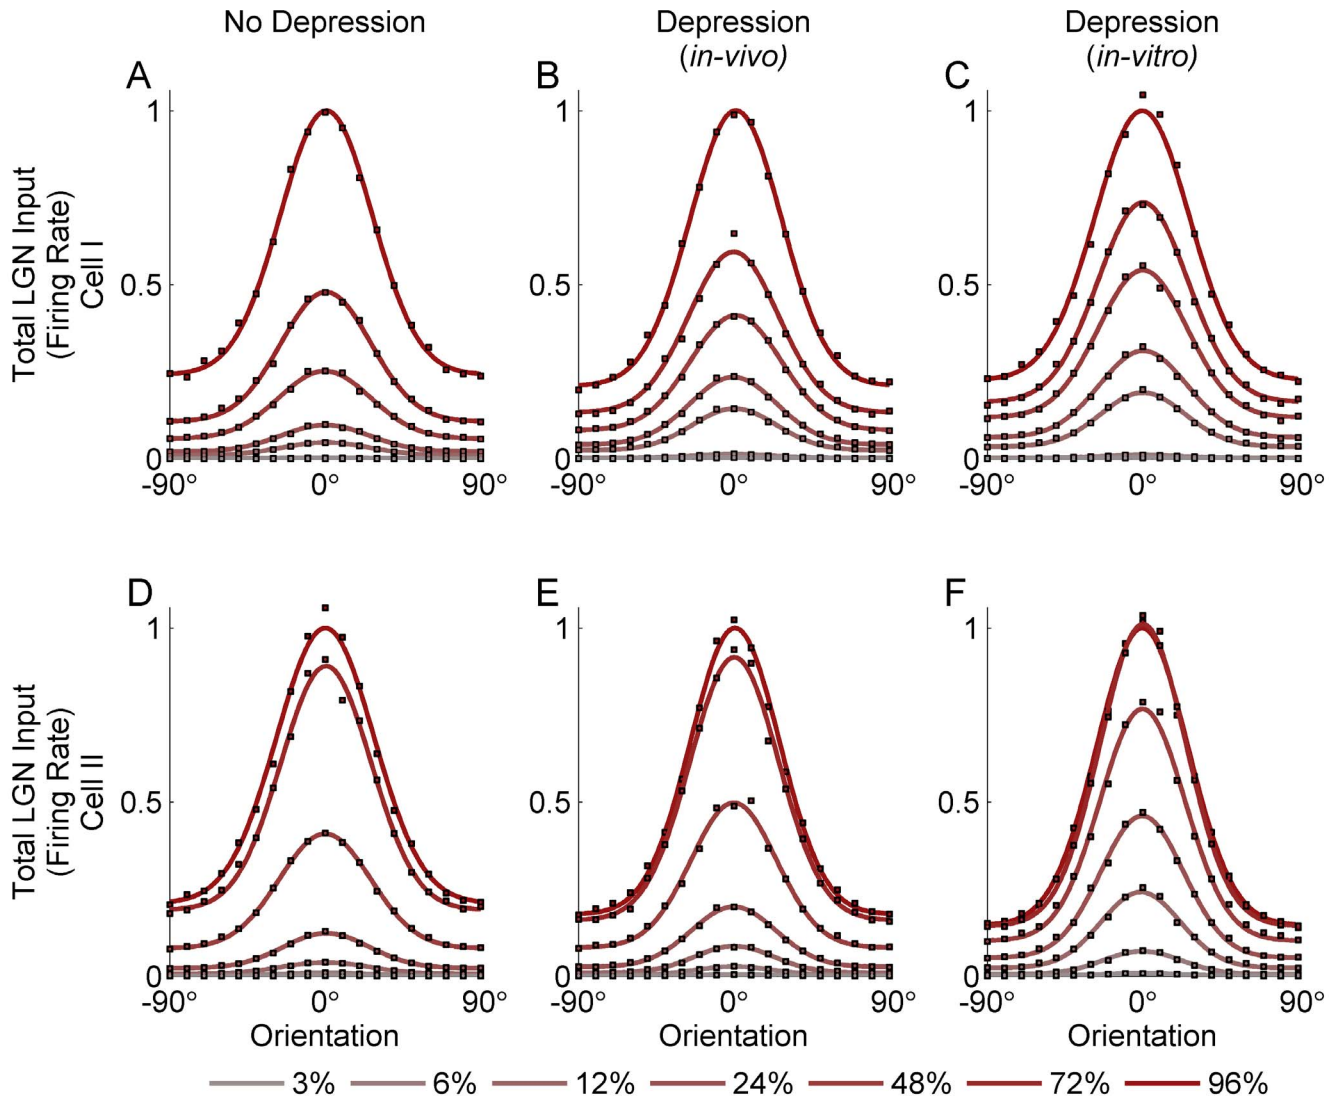 No Depression
Depression
(in-vivo)
Depression
(in-vitro)
A
B
C
Total LGN Input
(Firing Rate)
Cell I
1
0.5
0
-90°
0°
90°
1
0.5
0
-90°
0°
90°
1
0.5
0
-90°
0°
90°
D
E
F
Total LGN Input
(Firing Rate)
Cell II
1
0.5
0
-90°
0°
90°
Orientation
1
0.5
0
-90°
0°
90°
Orientation
1
0.5
0
-90°
0°
90°
Orientation
3% 6% 12% 24% 48% 72% 96%